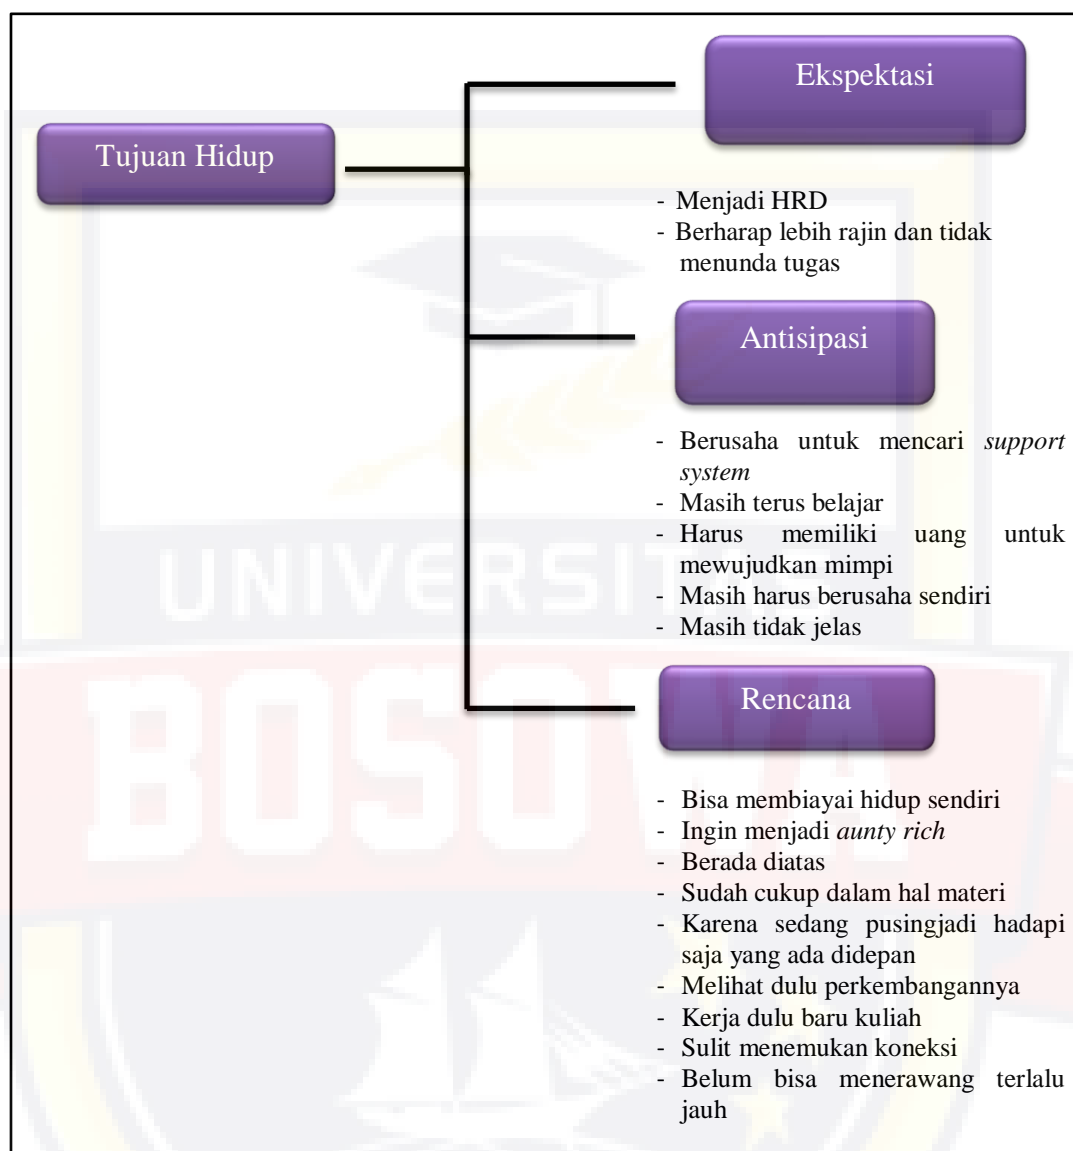 Ekspektasi
Tujuan Hidup
- Menjadi HRD
- Berharap lebih rajin dan tidak
menunda tugas
Antisipasi
- Berusaha untuk mencari support
system
- Masih terus belajar
- Harus memiliki uang untuk
mewujudkan mimpi
- Masih harus berusaha sendiri
- Masih tidak jelas
Rencana
- Bisa membiayai hidup sendiri
- Ingin menjadi aunty rich
- Berada diatas
- Sudah cukup dalam hal materi
- Karena sedang pusingjadi hadapi
saja yang ada didepan
- Melihat dulu perkembangannya
- Kerja dulu baru kuliah
- Sulit menemukan koneksi
- Belum bisa menerawang terlalu
jauh
UNIVERSITAS
BOSOWA